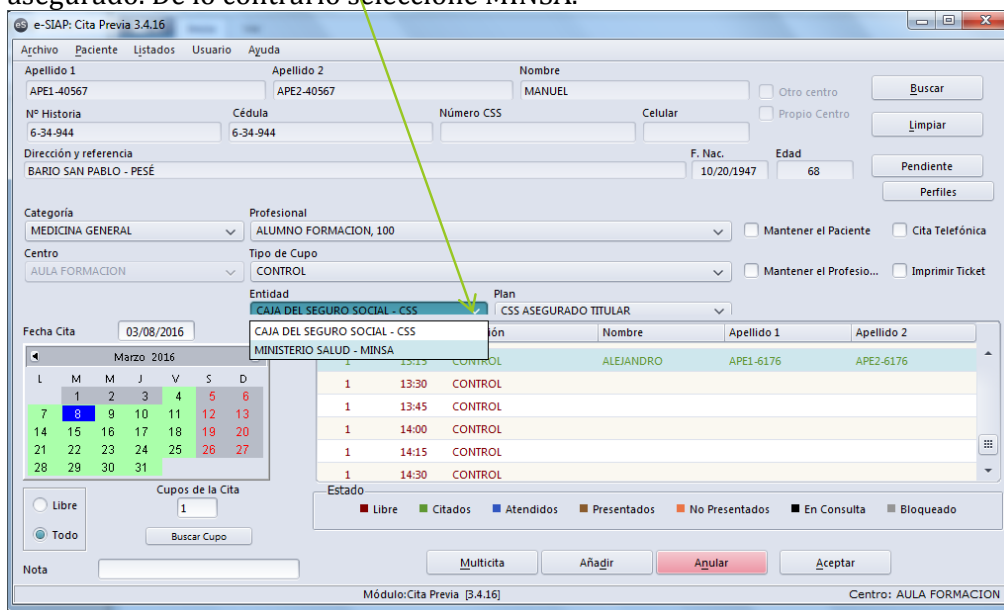 asegurado. De lo contrario seleccione MINSA.
e-SIAP: Cita Previa 3.4.16
Archivo Paciente Listados Usuario Ayuda
Apellido 1 Apellido 2 Nombre
APE1-40567 APE2-40567 MANUEL Otro centro Buscar
Nº Historia Cédula Número CSS Celular Propio Centro
6-34-944 6-34-944 Limpiar
Dirección y referencia F. Nac. Edad
BARIO SAN PABLO - PESÉ 10/20/1947 68 Pendiente
Perfiles
Categoría Profesional
MEDICINA GENERAL ALUMNO FORMACION, 100 Mantener el Paciente Cita Telefónica
Centro Tipo de Cupo
AULA FORMACION CONTROL Mantener el Profesio... Imprimir Ticket
Entidad Plan
CAJA DEL SEGURO SOCIAL - CSS CSS ASEGURADO TITULAR
Fecha Cita 03/08/2016 CAJA DEL SEGURO SOCIAL - CSS ión Nombre Apellido 1 Apellido 2
Marzo 2016 MINISTERIO SALUD - MINSA 1 13:15 CONTROL ALEJANDRO APE1-6176 APE2-6176
L M M J V S D 1 13:30 CONTROL
1 2 3 4 5 6 1 13:45 CONTROL
7 8 9 10 11 12 13
14 15 16 17 18 19 20 1 14:00 CONTROL
21 22 23 24 25 26 27 1 14:15 CONTROL
28 29 30 31 1 14:30 CONTROL
Cupos de la Cita Estado
Libre 1 Libre Citados Atendidos Presentados No Presentados En Consulta Bloqueado
Todo Buscar Cupo
Nota Multicita Añadir Anular Aceptar
Módulo:Cita Previa [3.4.16] Centro: AULA FORMACION